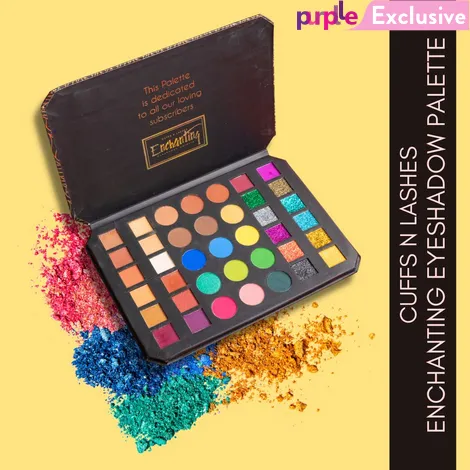 purplle Exclusive
This Palette
is dedicated
to all our loving
subscribers
Enchanting
CUFFS N LASHES
ENCHANTING EYESHADOW PALETTE